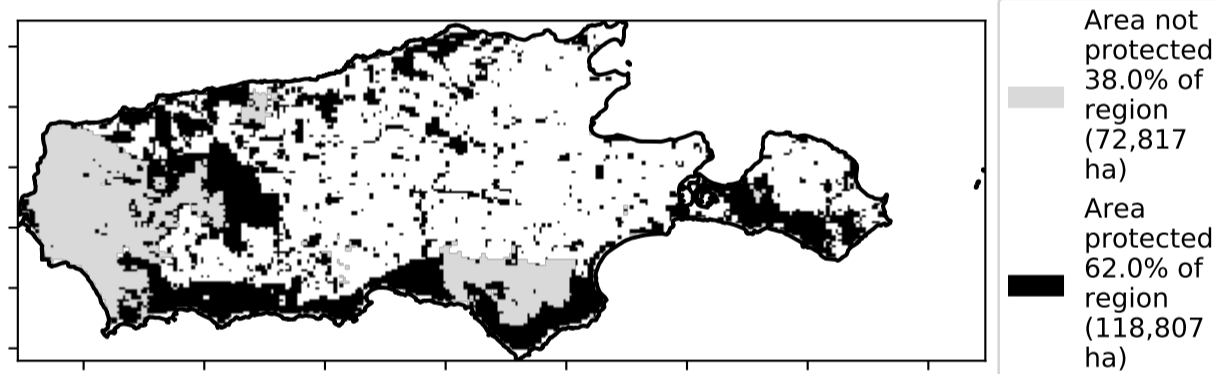 Area not
protected
38.0% of
region
(72,817
ha)
Area
protected
62.0% of
region
(118,807
ha)